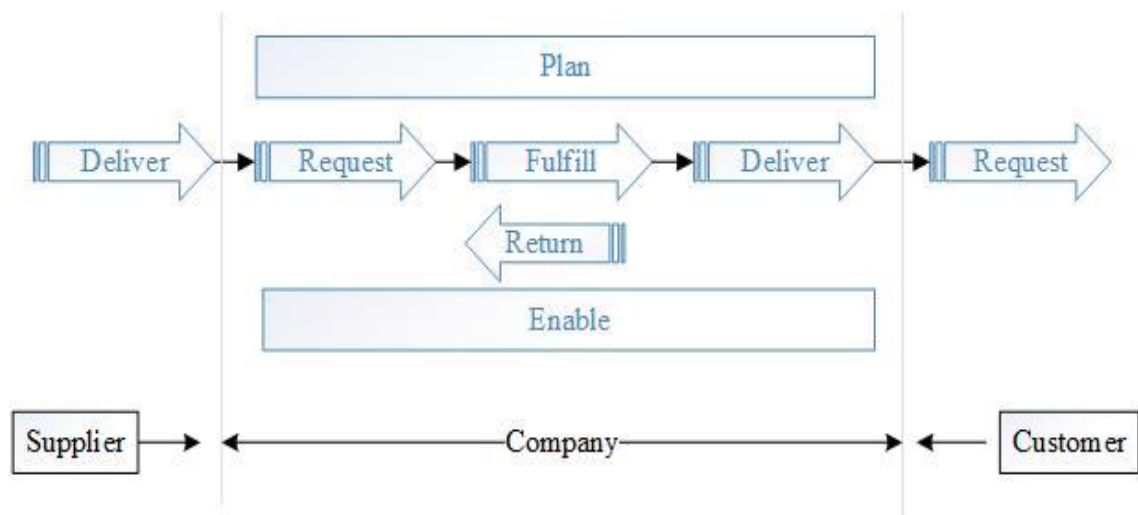 Plan
Deliver Request Fulfill Deliver Request
Return
Enable
Supplier Company Customer